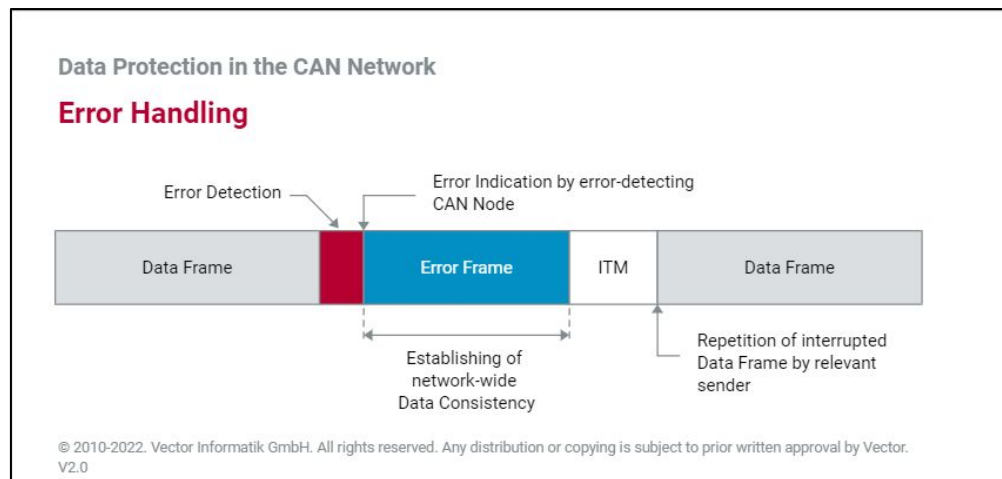 Data Protection in the CAN Network
Error Handling
Error Detection
Error Indication by error-detecting
CAN Node
Data Frame
Error Frame
ITM
Data Frame
Establishing of
network-wide
Data Consistency
Repetition of interrupted
Data Frame by relevant
sender
© 2010-2022. Vector Informatik GmbH. All rights reserved. Any distribution or copying is subject to prior written approval by Vector.
V2.0